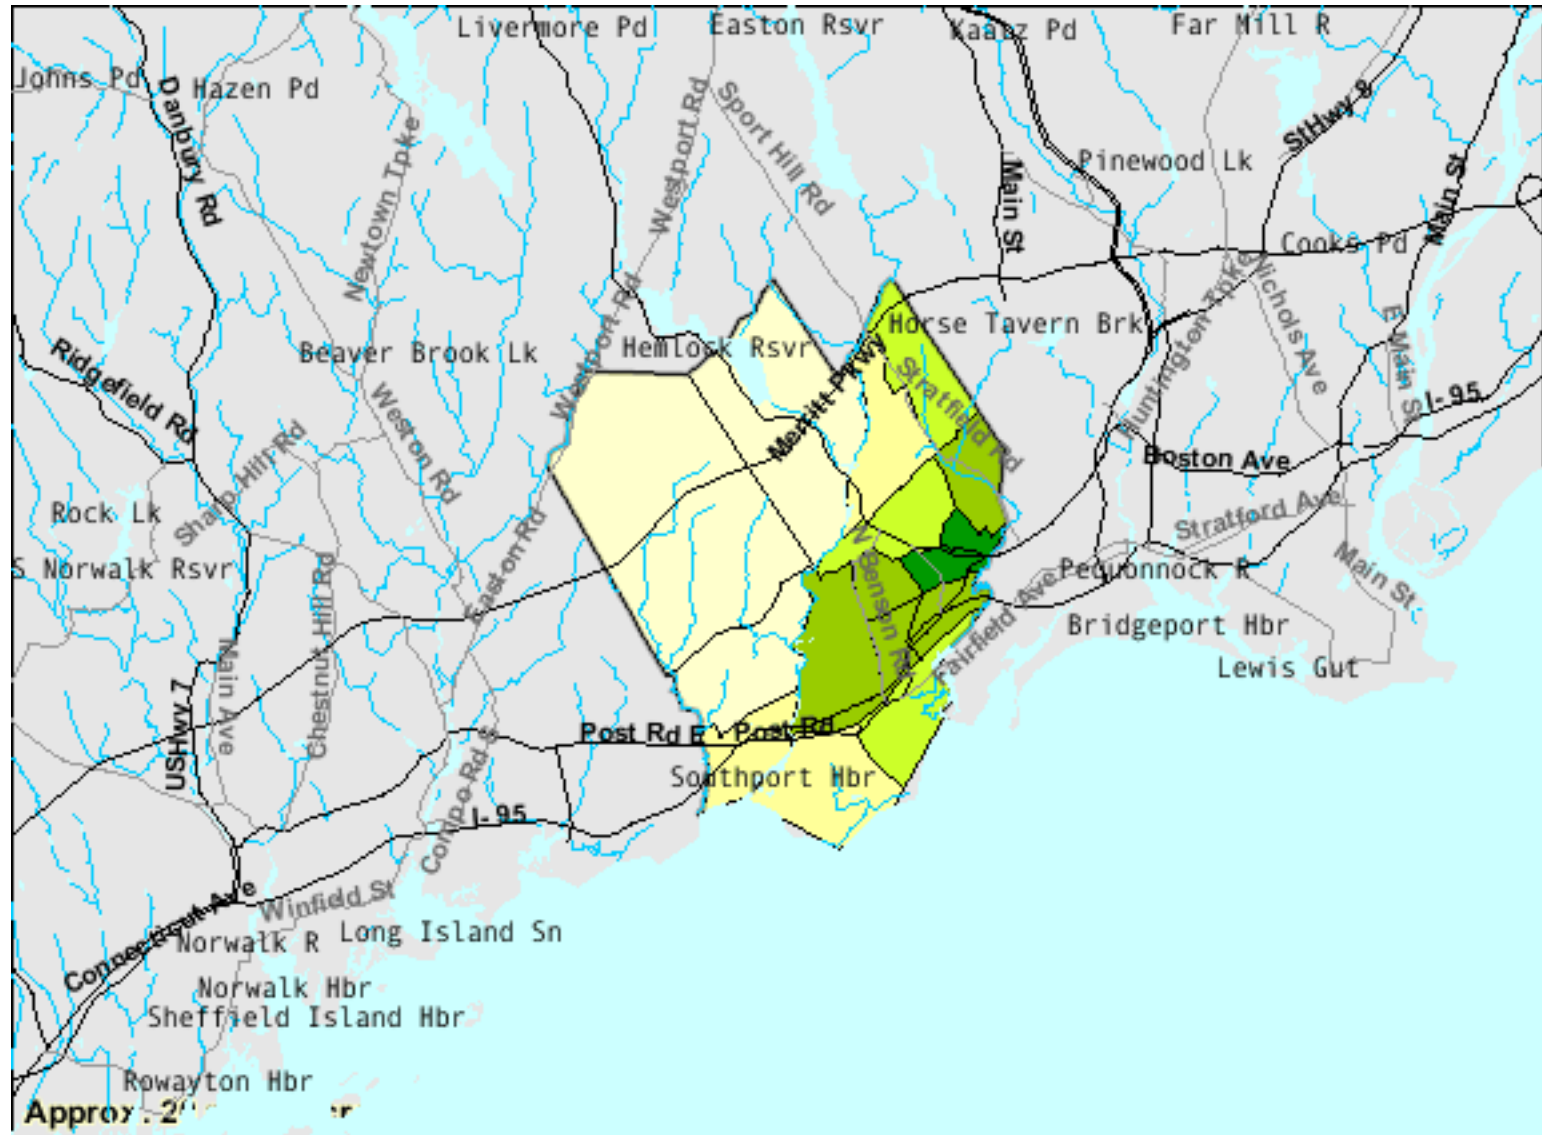 Livermore Pd
Easton Rsvr
Kaatz Pd
Far Mill R
Johns Pd
Hazen Pd
Danbury Rd
Newtown Tpke
Westport Rd
Sport Hill Rd
Main St
Pinewood Lk
StHwy 8
Main St
Cooks Pd
Huntington Tpke
Nichols Ave
E Main St
Horse Tavern Brk
Hemlock Rsvr
Beaver Brook Lk
Westport Rd
Merritt Pkwy
Stratfield Rd
Ridgefield Rd
Weston Rd
Sharp Hill Rd
I-95
Boston Ave
Stratford Ave
Rock Lk
S Norwalk Rsvr
Easton Rd
Chestnut Hill Rd
N Benson Rd
Pequonnock R
Main St
Fairfield Ave
Bridgeport Hbr
Lewis Gut
Main Ave
USHwy 7
Post Rd E
Post Rd
Compo Rd S
Southport Hbr
I-95
Connecticut Ave
Winfield St
Norwalk R
Long Island Sn
Norwalk Hbr
Sheffield Island Hbr
Rowayton Hbr
Approx.